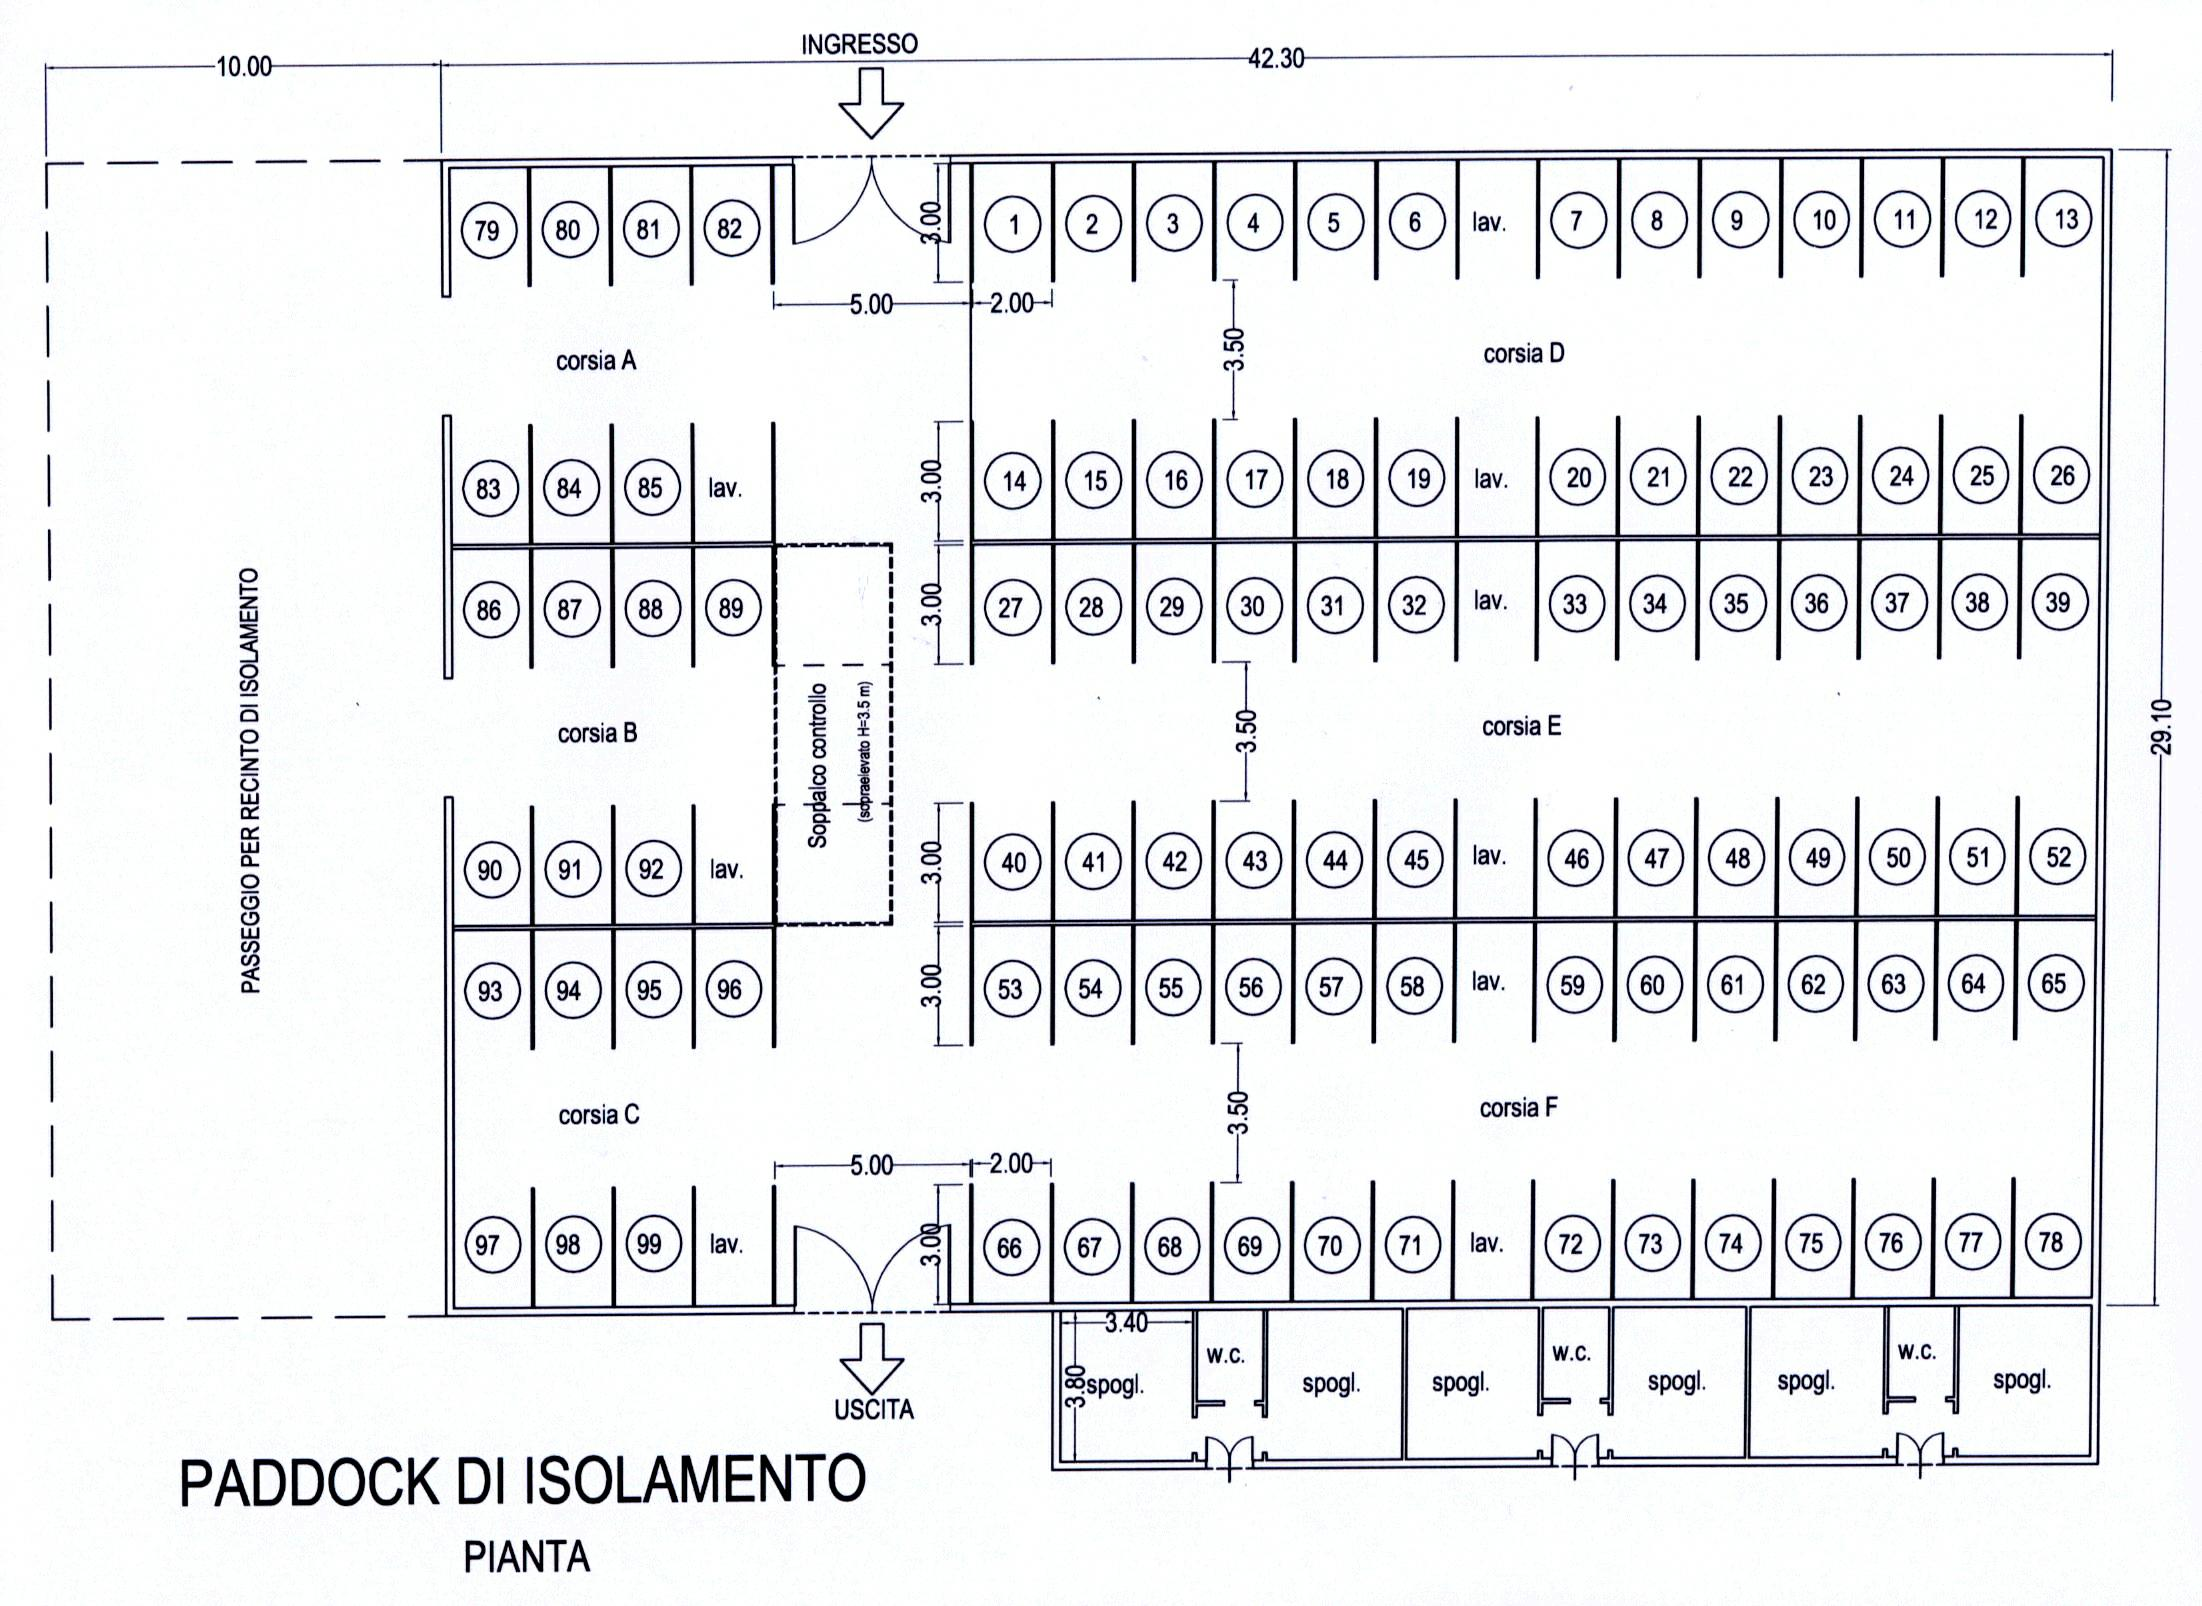 INGRESSO
10.00
42.30
79 80 81 82 3.00 1 2 3 4 5 6 lav. 7 8 9 10 11 12 13
5.00 2.00
corsia A 3.50 corsia D
83 84 85 lav. 3.00 14 15 16 17 18 19 lav. 20 21 22 23 24 25 26
86 87 88 89 3.00 27 28 29 30 31 32 lav. 33 34 35 36 37 38 39
PASSEGGIO PER RECINTO DI ISOLAMENTO
corsia B
Soppalco controllo
(sopraelevato H=3.5 m)
3.50 corsia E
29.10
90 91 92 lav. 3.00 40 41 42 43 44 45 lav. 46 47 48 49 50 51 52
93 94 95 96 3.00 53 54 55 56 57 58 lav. 59 60 61 62 63 64 65
corsia C 3.50 corsia F
5.00 2.00
97 98 99 lav. 3.00 66 67 68 69 70 71 lav. 72 73 74 75 76 77 78
3.40
3.80
spogl. w.c. spogl. spogl. w.c. spogl. spogl. w.c. spogl.
USCITA
PADDOCK DI ISOLAMENTO
PIANTA